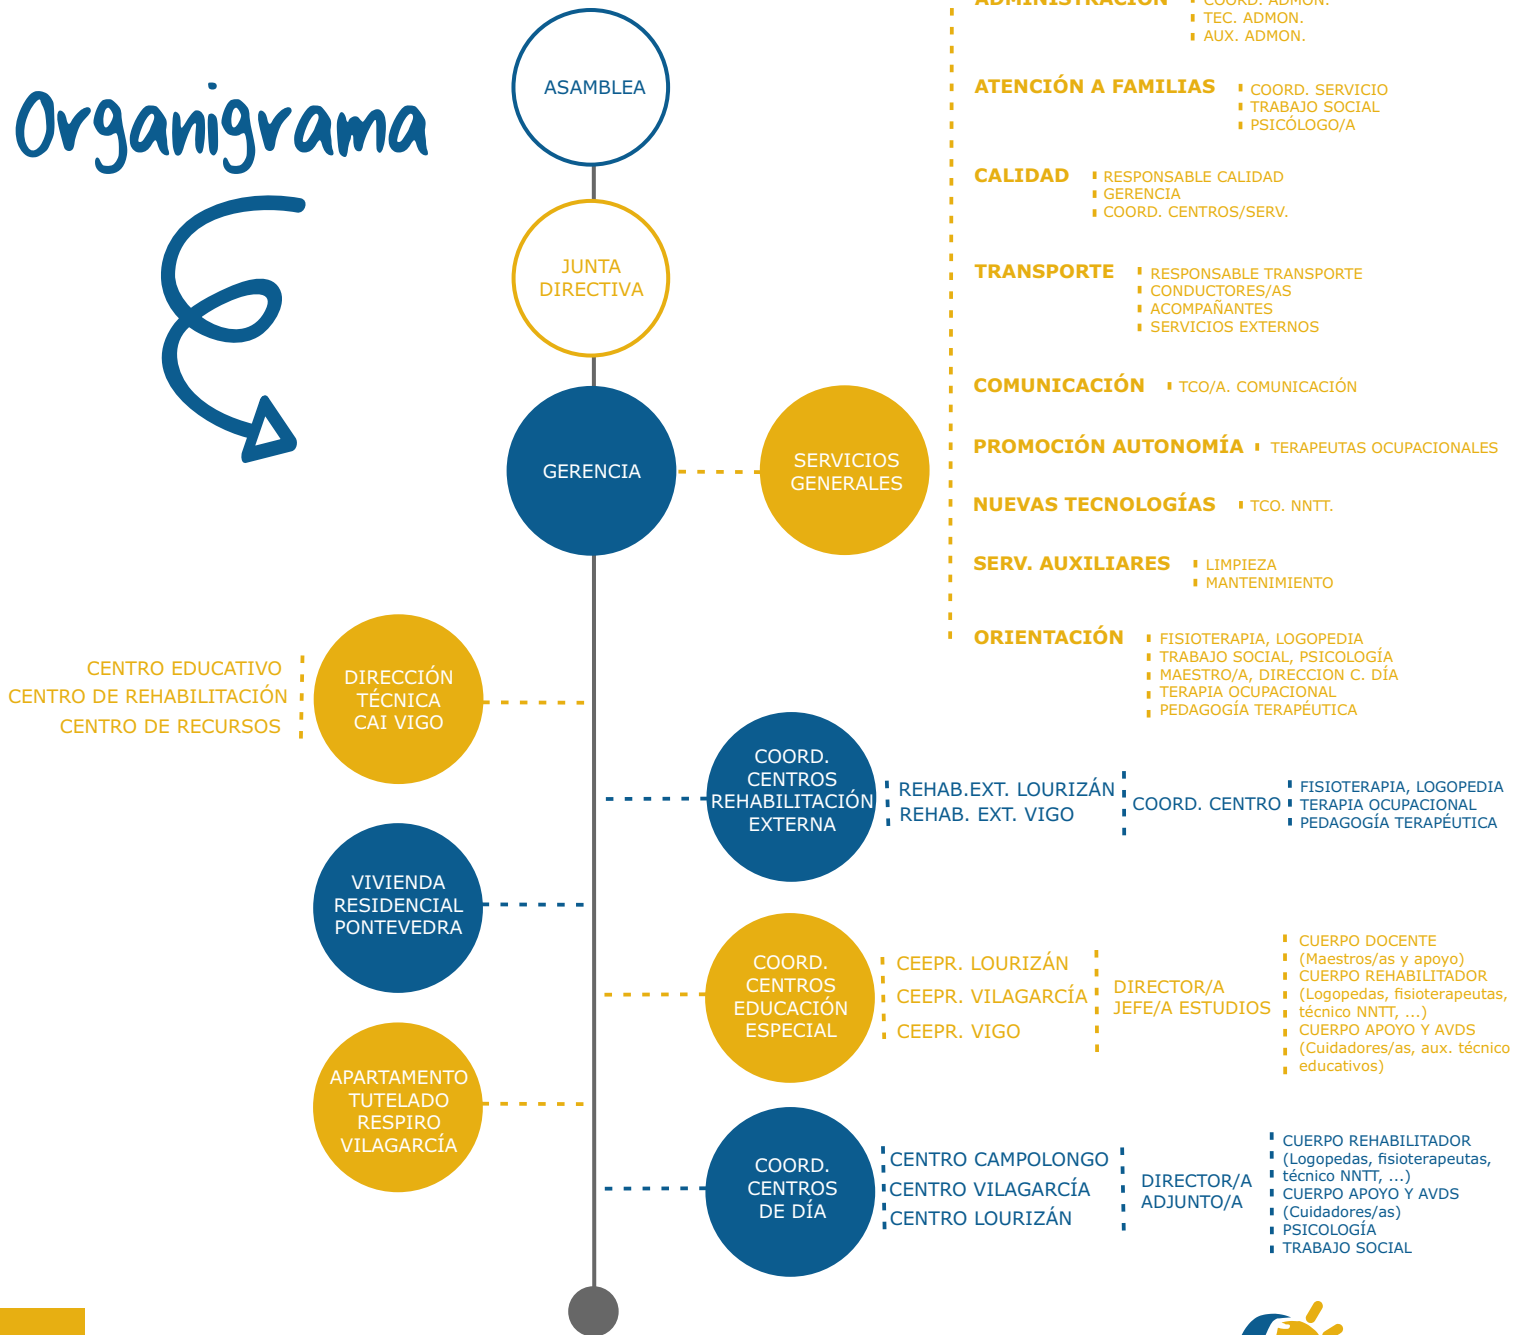 Organigrama
ASAMBLEA
JUNTA
DIRECTIVA
GERENCIA
SERVICIOS
GENERALES
ADMINISTRACIÓN
COORD. ADMON.
TEC. ADMON.
AUX. ADMON.
ATENCIÓN A FAMILIAS
COORD. SERVICIO
TRABAJO SOCIAL
PSICÓLOGO/A
CALIDAD
RESPONSABLE CALIDAD
GERENCIA
COORD. CENTROS/SERV.
TRANSPORTE
RESPONSABLE TRANSPORTE
CONDUCTORES/AS
ACOMPAÑANTES
SERVICIOS EXTERNOS
COMUNICACIÓN
TCO/A. COMUNICACIÓN
PROMOCIÓN AUTONOMÍA
TERAPEUTAS OCUPACIONALES
NUEVAS TECNOLOGÍAS
TCO. NNTT.
SERV. AUXILIARES
LIMPIEZA
MANTENIMIENTO
ORIENTACIÓN
FISIOTERAPIA, LOGOPEDIA
TRABAJO SOCIAL, PSICOLOGÍA
MAESTRO/A, DIRECCION C. DÍA
TERAPIA OCUPACIONAL
PEDAGOGÍA TERAPÉUTICA
CENTRO EDUCATIVO
CENTRO DE REHABILITACIÓN
CENTRO DE RECURSOS
DIRECCIÓN
TÉCNICA
CAI VIGO
COORD.
CENTROS
REHABILITACIÓN
EXTERNA
REHAB.EXT. LOURIZÁN
REHAB. EXT. VIGO
COORD. CENTRO
FISIOTERAPIA, LOGOPEDIA
TERAPIA OCUPACIONAL
PEDAGOGÍA TERAPÉUTICA
VIVIENDA
RESIDENCIAL
PONTEVEDRA
COORD.
CENTROS
EDUCACIÓN
ESPECIAL
CEEPR. LOURIZÁN
CEEPR. VILAGARCÍA
CEEPR. VIGO
DIRECTOR/A
JEFE/A ESTUDIOS
CUERPO DOCENTE
(Maestros/as y apoyo)
CUERPO REHABILITADOR
(Logopedas, fisioterapeutas,
técnico NNTT, ...)
CUERPO APOYO Y AVDS
(Cuidadores/as, aux. técnico
educativos)
APARTAMENTO
TUTELADO
RESPIRO
VILAGARCÍA
COORD.
CENTROS
DE DÍA
CENTRO CAMPOLONGO
CENTRO VILAGARCÍA
CENTRO LOURIZÁN
DIRECTOR/A
ADJUNTO/A
CUERPO REHABILITADOR
(Logopedas, fisioterapeutas,
técnico NNTT, ...)
CUERPO APOYO Y AVDS
(Cuidadores/as)
PSICOLOGÍA
TRABAJO SOCIAL